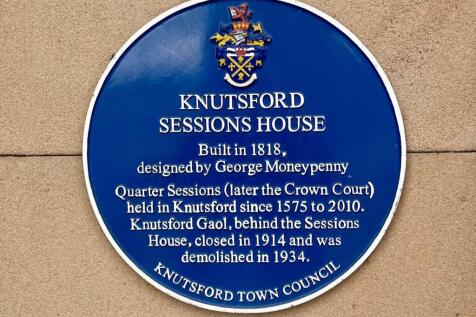 KNUTSFORD
SESSIONS HOUSE
Built in 1818,
designed by George Moneypenny
Quarter Sessions (later the Crown Court)
held in Knutsford since 1575 to 2010.
Knutsford Gaol, behind the Sessions
House, closed in 1914 and was
demolished in 1934.
KNUTSFORD TOWN COUNCIL